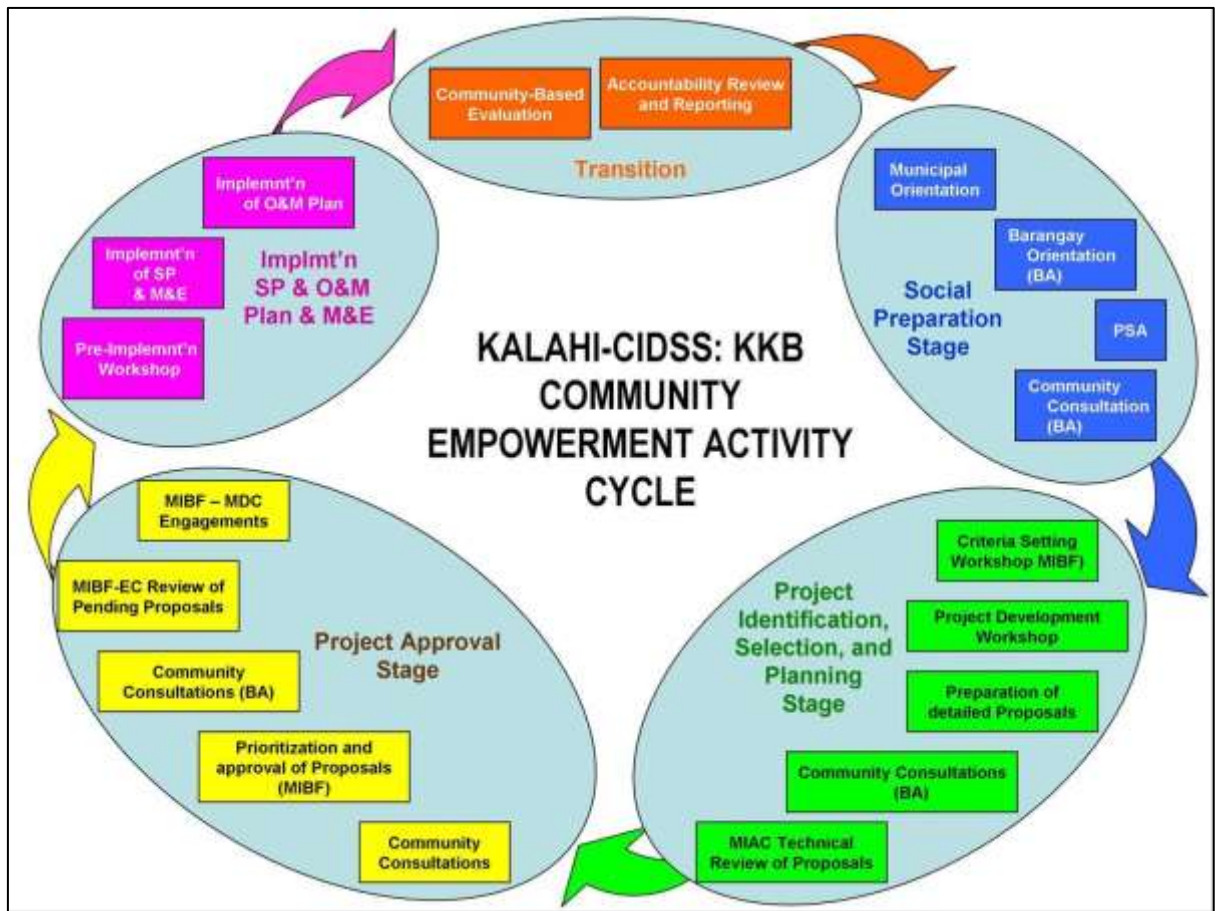 Community-Based
Evaluation
Accountability Review
and Reporting
Transition
Municipal
Orientation
Barangay
Orientation
(BA)
PSA
Community
Consultation
(BA)
Social
Preparation
Stage
Criteria Setting
Workshop MIBF)
Project Development
Workshop
Preparation of
detailed Proposals
Community Consultations
(BA)
MIAC Technical
Review of Proposals
Project
Identification,
Selection, and
Planning
Stage
Community
Consultations
Prioritization and
approval of Proposals
(MIBF)
Community
Consultations (BA)
MIBF-EC Review of
Pending Proposals
MIBF – MDC
Engagements
Project Approval
Stage
Pre-Implemnt'n
Workshop
Implemnt'n
of SP
& M&E
Implemnt'n
of O&M Plan
Implmt'n
SP & O&M
Plan & M&E
KALAHI-CIDSS: KKB
COMMUNITY
EMPOWERMENT ACTIVITY
CYCLE